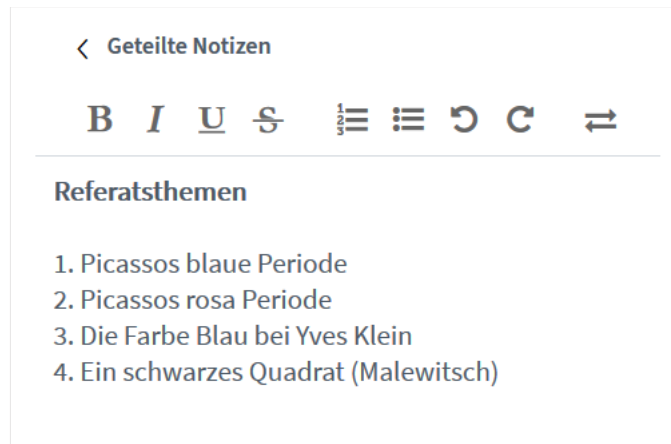 Geteilte Notizen
B I U S
Referatsthemen
1. Picassos blaue Periode
2. Picassos rosa Periode
3. Die Farbe Blau bei Yves Klein
4. Ein schwarzes Quadrat (Malewitsch)